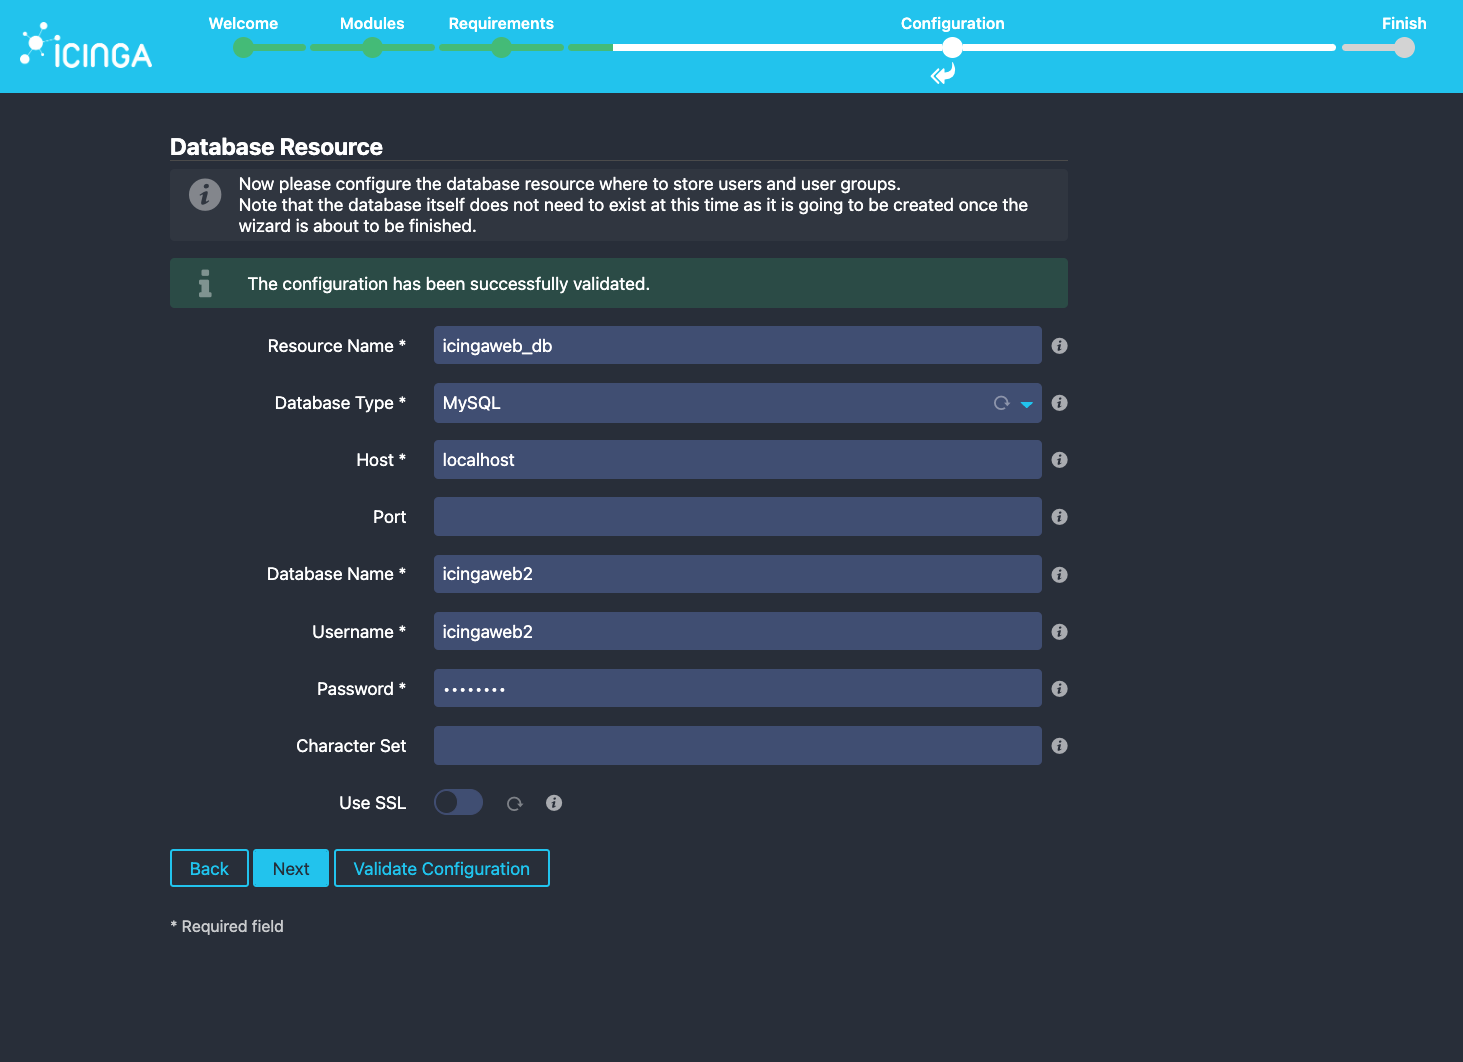 ICINGA
Welcome
Modules
Requirements
Configuration
Finish
Database Resource
Now please configure the database resource where to store users and user groups.
Note that the database itself does not need to exist at this time as it is going to be created once the
wizard is about to be finished.
The configuration has been successfully validated.
Resource Name *
icingaweb_db
Database Type *
MySQL
Host *
localhost
Port
Database Name *
icingaweb2
Username *
icingaweb2
Password *
••••••••
Character Set
Use SSL
Back
Next
Validate Configuration
* Required field